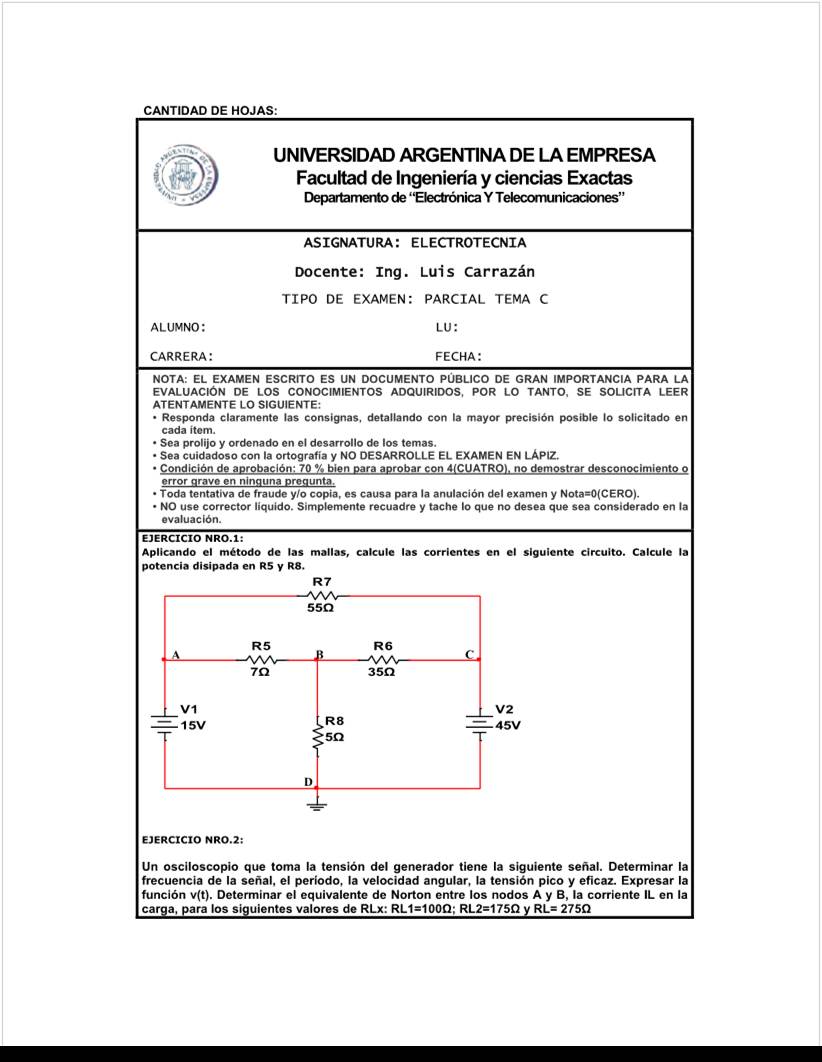 CANTIDAD DE HOJAS:
UNIVERSIDAD ARGENTINA DE LA EMPRESA
Facultad de Ingeniería y ciencias Exactas
Departamento de “Electrónica Y Telecomunicaciones”
ASIGNATURA: ELECTROTECNIA
Docente: Ing. Luis Carrazán
TIPO DE EXAMEN: PARCIAL TEMA C
ALUMNO: LU:
CARRERA: FECHA:
NOTA: EL EXAMEN ESCRITO ES UN DOCUMENTO PÚBLICO DE GRAN IMPORTANCIA PARA LA
EVALUACIÓN DE LOS CONOCIMIENTOS ADQUIRIDOS, POR LO TANTO, SE SOLICITA LEER
ATENTAMENTE LO SIGUIENTE:
• Responda claramente las consignas, detallando con la mayor precisión posible lo solicitado en
cada ítem.
• Sea prolijo y ordenado en el desarrollo de los temas.
• Sea cuidadoso con la ortografía y NO DESARROLLE EL EXAMEN EN LÁPIZ.
• Condición de aprobación: 70 % bien para aprobar con 4(CUATRO), no demostrar desconocimiento o
error grave en ninguna pregunta.
• Toda tentativa de fraude y/o copia, es causa para la anulación del examen y Nota=0(CERO).
• NO use corrector líquido. Simplemente recuadre y tache lo que no desea que sea considerado en la
evaluación.
EJERCICIO NRO.1:
Aplicando el método de las mallas, calcule las corrientes en el siguiente circuito. Calcule la
potencia disipada en R5 y R8.
R7
55Ω
A R5 B R6 C
7Ω 35Ω
V1 V2
15V 45V
R8
5Ω
D
EJERCICIO NRO.2:
Un osciloscopio que toma la tensión del generador tiene la siguiente señal. Determinar la
frecuencia de la señal, el período, la velocidad angular, la tensión pico y eficaz. Expresar la
función v(t). Determinar el equivalente de Norton entre los nodos A y B, la corriente IL en la
carga, para los siguientes valores de RLx: RL1=100Ω; RL2=175Ω y RL= 275Ω